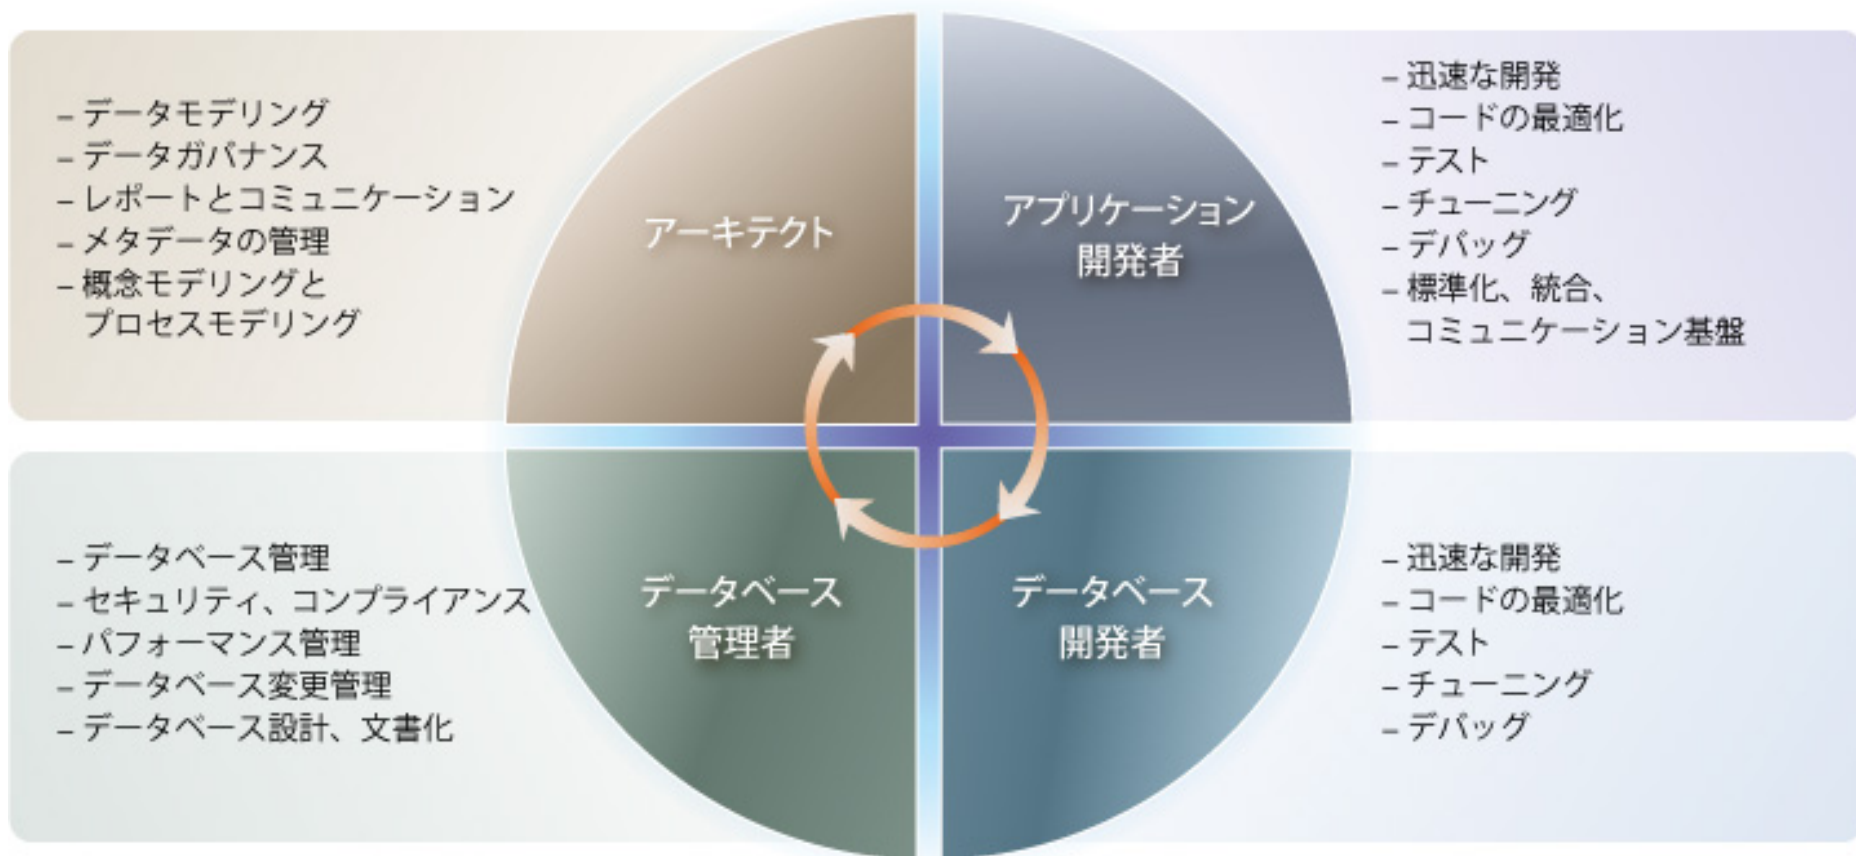 – データモデリング
– データガバナンス
– レポートとコミュニケーション
– メタデータの管理
– 概念モデリングと
プロセスモデリング
アーキテクト
アプリケーション
開発者
– 迅速な開発
– コードの最適化
– テスト
– チューニング
– デバッグ
– 標準化、統合、
コミュニケーション基盤
– データベース管理
– セキュリティ、コンプライアンス
– パフォーマンス管理
– データベース変更管理
– データベース設計、文書化
データベース
管理者
データベース
開発者
– 迅速な開発
– コードの最適化
– テスト
– チューニング
– デバッグ